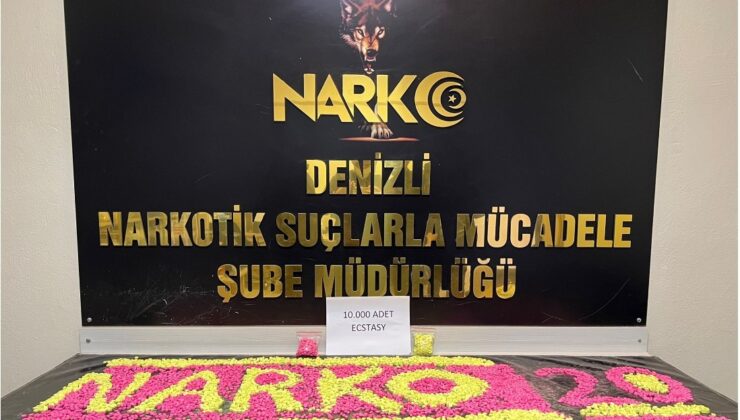 NARKO
DENİZLİ
NARKOTİK SUÇLARLA MÜCADELE
ŞUBE MÜDÜRLÜĞÜ
10.000 ADET
ECSTASY
NARKO 20